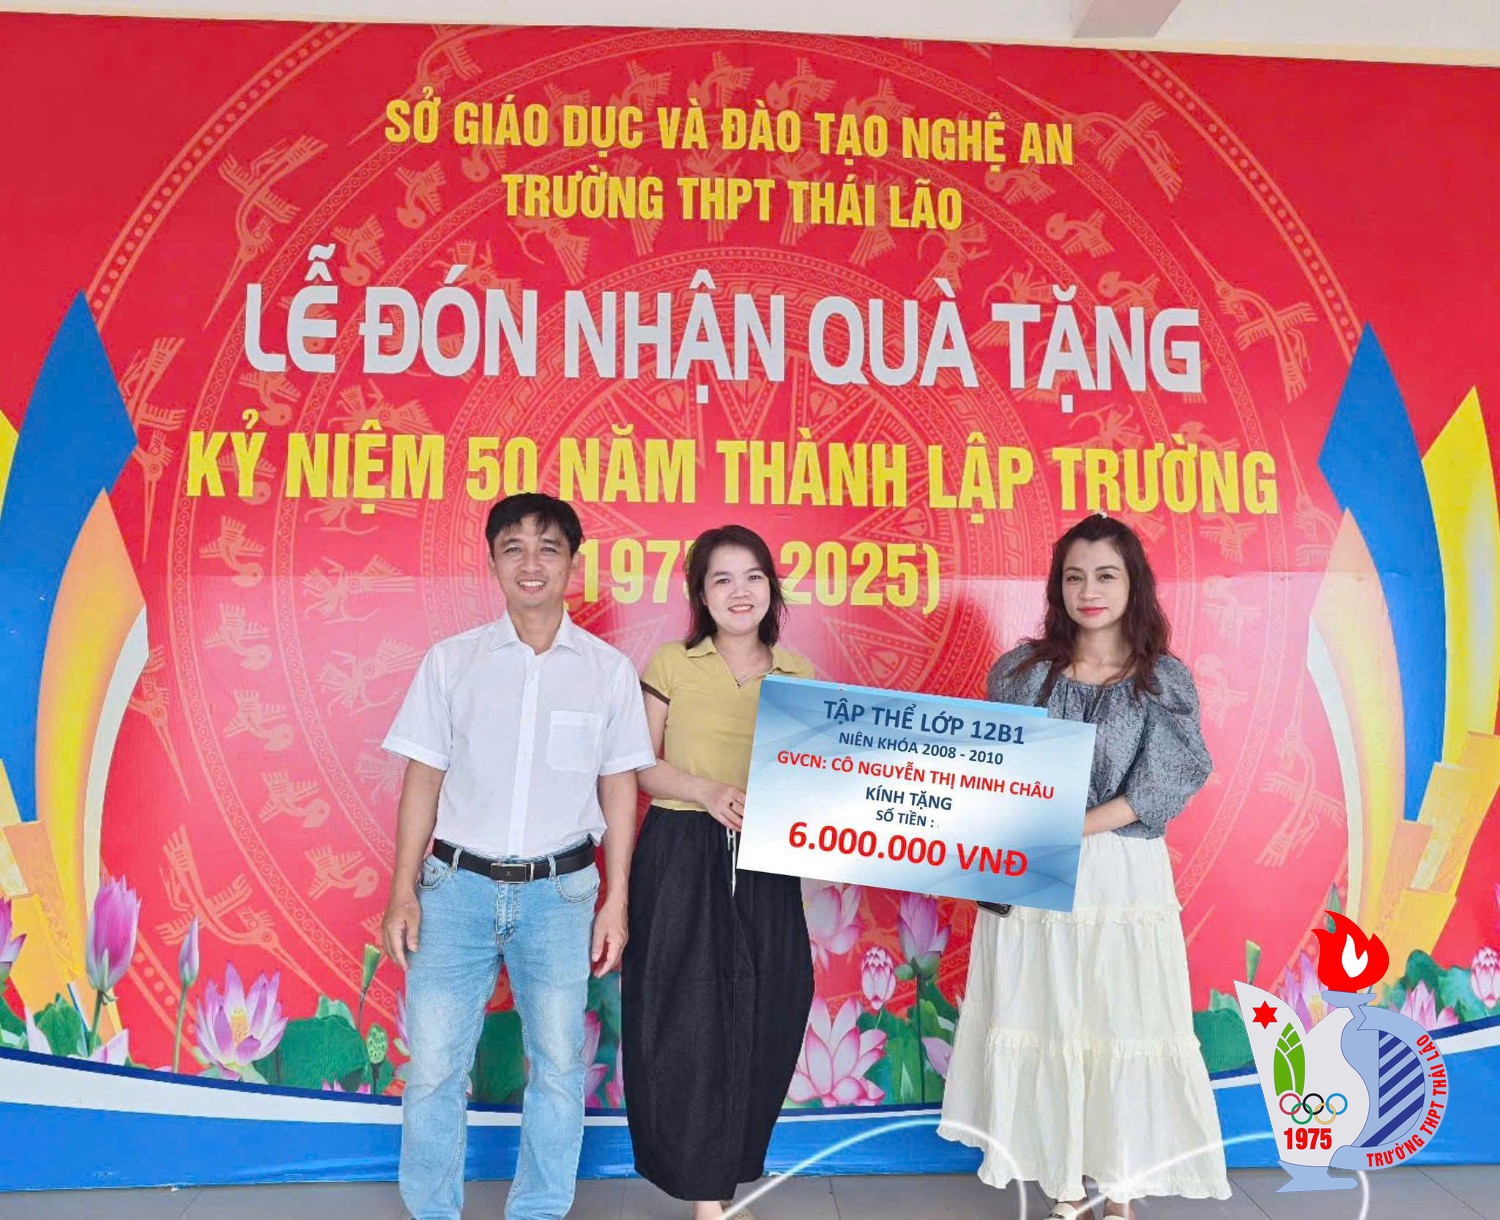 SỞ GIÁO DỤC VÀ ĐÀO TẠO NGHỆ AN
TRƯỜNG THPT THÁI LÃO
LỄ ĐÓN NHẬN QUÀ TẶNG
KỶ NIỆM 50 NĂM THÀNH LẬP TRƯỜNG
(197 2025)
TẬP THỂ LỚP 12B1
NIÊN KHÓA 2008 - 2010
GVCN: CÔ NGUYỄN THỊ MINH CHÂU
KÍNH TẶNG
SỐ TIỀN :
6.000.000 VNĐ
1975
TRƯỜNG THPT THÁI LÃO